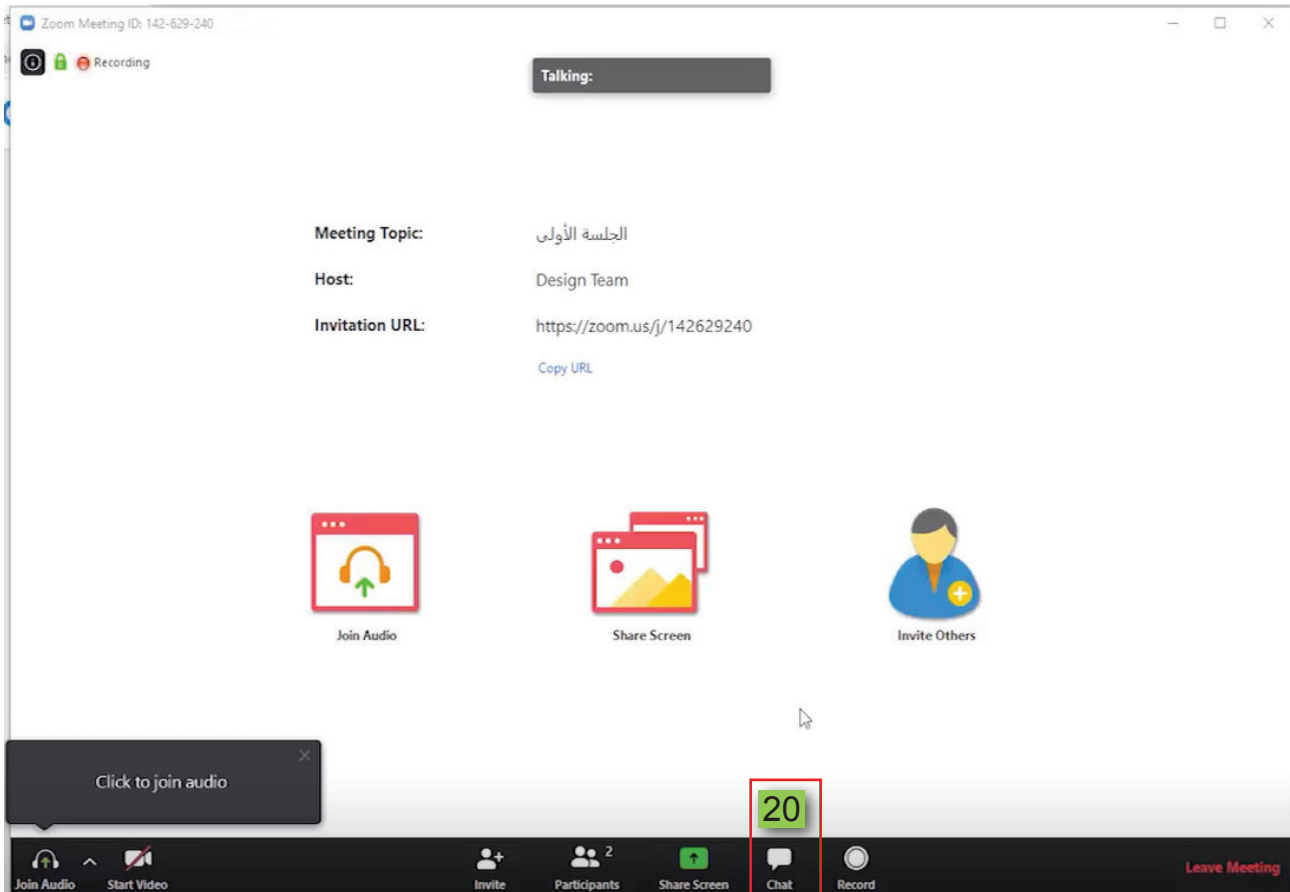 Zoom Meeting ID: 142-629-240
Recording
Talking:
Meeting Topic: الجلسة الأولى
Host: Design Team
Invitation URL: https://zoom.us/j/142629240
Copy URL
Join Audio Share Screen Invite Others
Click to join audio
20
2
Join Audio Start Video Invite Participants Share Screen Chat Record Leave Meeting